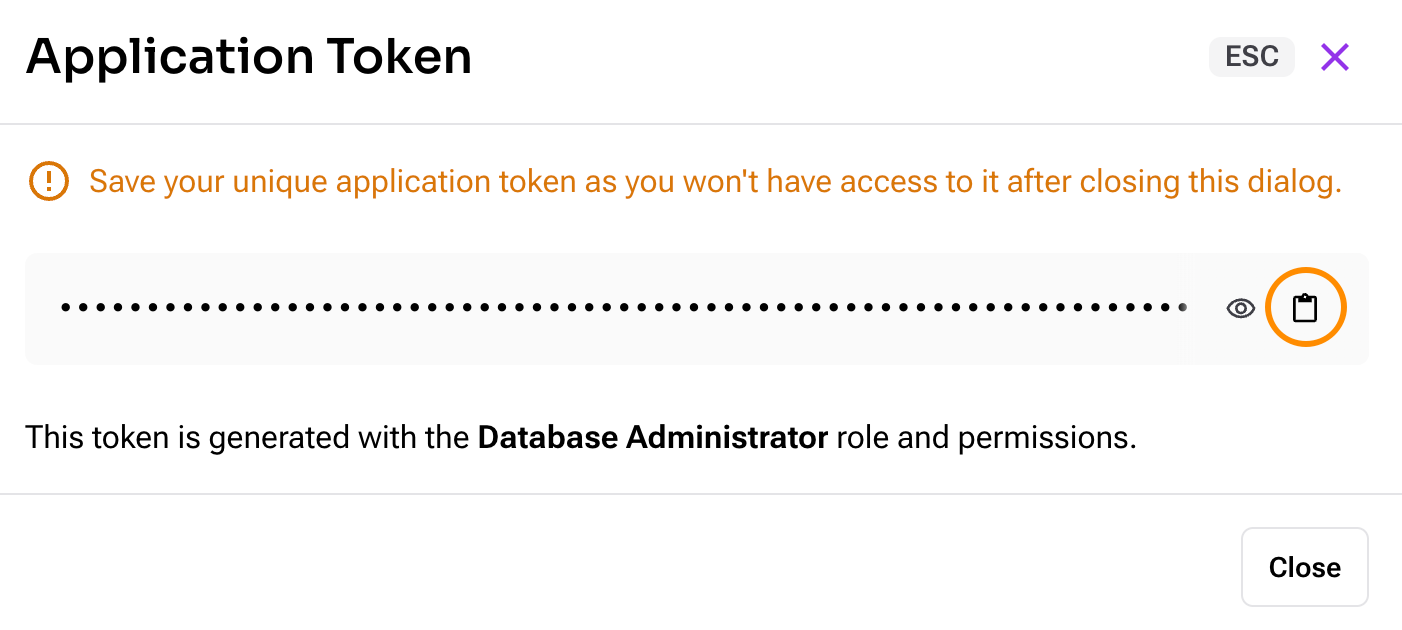 Application Token
ESC
Save your unique application token as you won't have access to it after closing this dialog.
This token is generated with the Database Administrator role and permissions.
Close